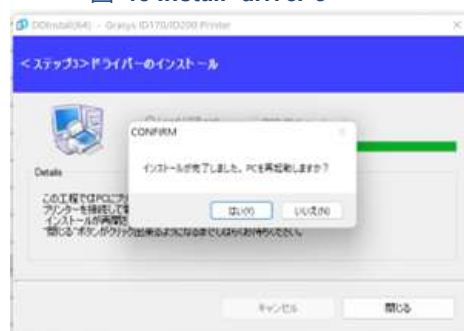 図 16 install -driver 3
DDInstall(X64) - Grasys ID170/ID200 Printer
<ステップ3>ドライバーのインストール
CONFIRM
インストールが完了しました。PCを再起動しますか？
Details
はい(Y) いいえ(N)
この工程ではPCにプ
プリンターを接続して電
インストールが再開
"閉じる"ボタンがクリック出来るようになるまでしばらくお待ちください。
キャンセル 閉じる